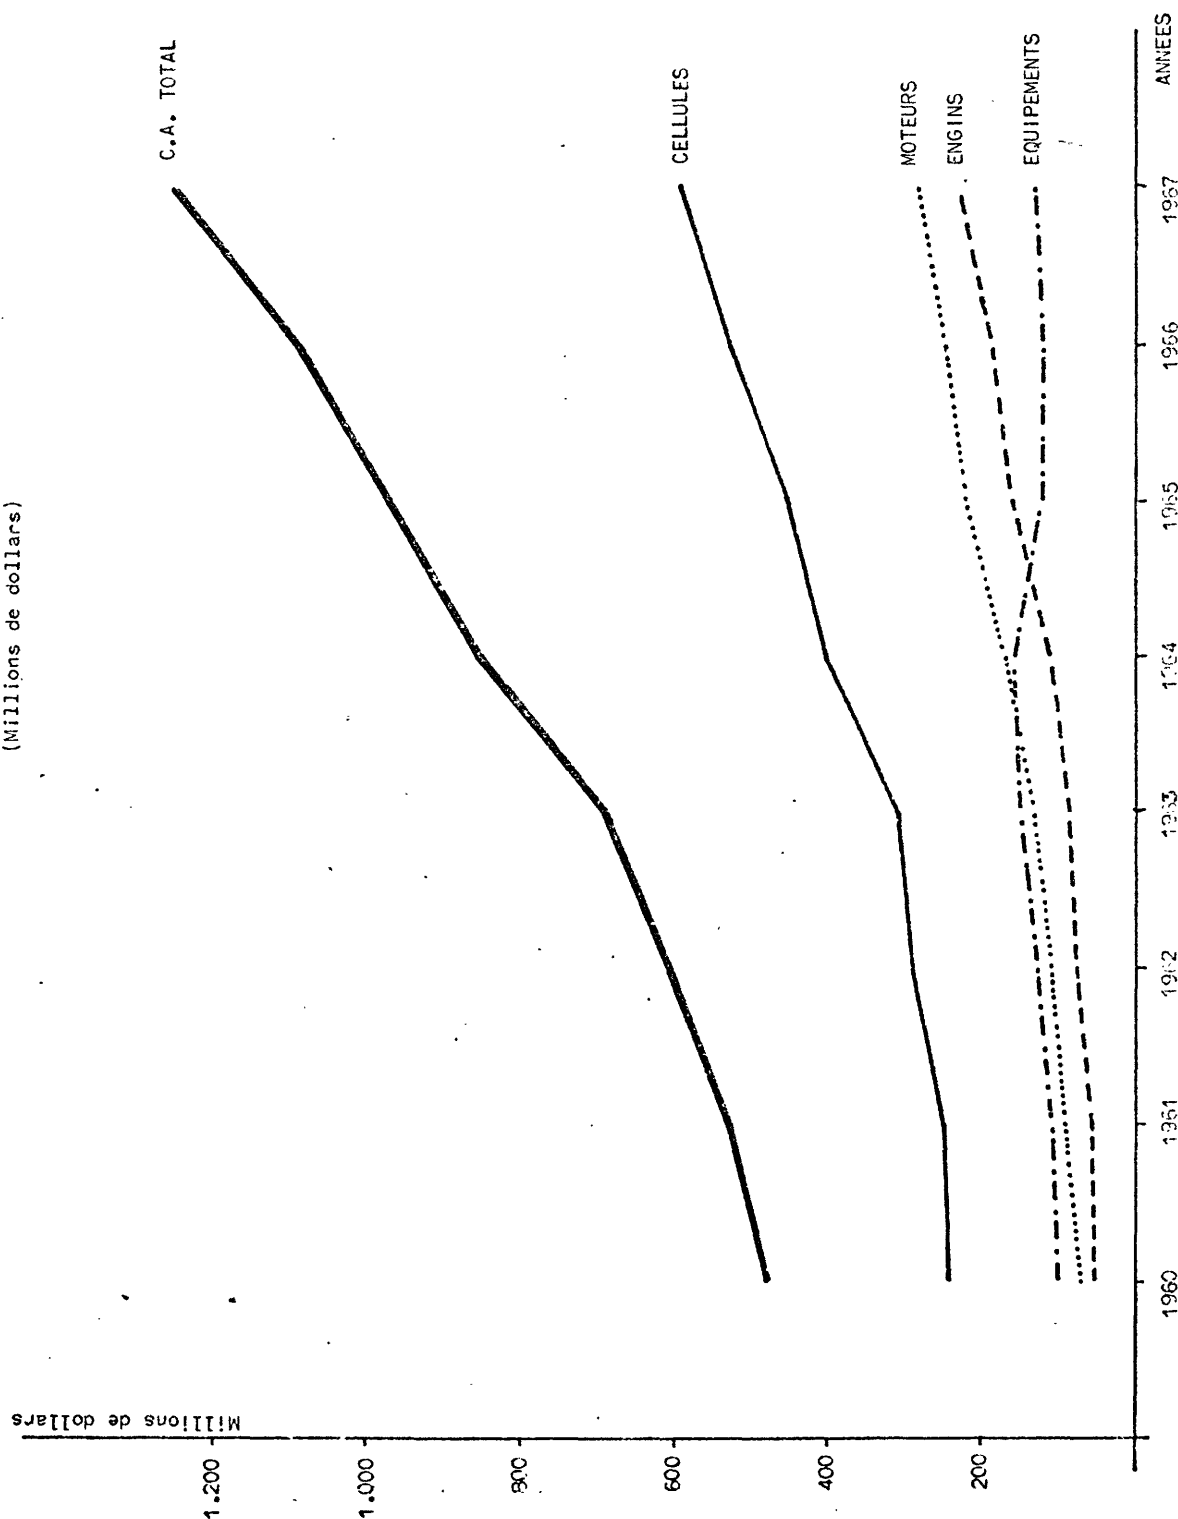 (Millions de dollars)
Millions de dollars
1.200
1.000
800
600
400
200
C.A. TOTAL
CELLULES
MOTEURS
ENGINS
EQUIPEMENTS
1960
1961
1962
1963
1964
1965
1966
1967
ANNEES